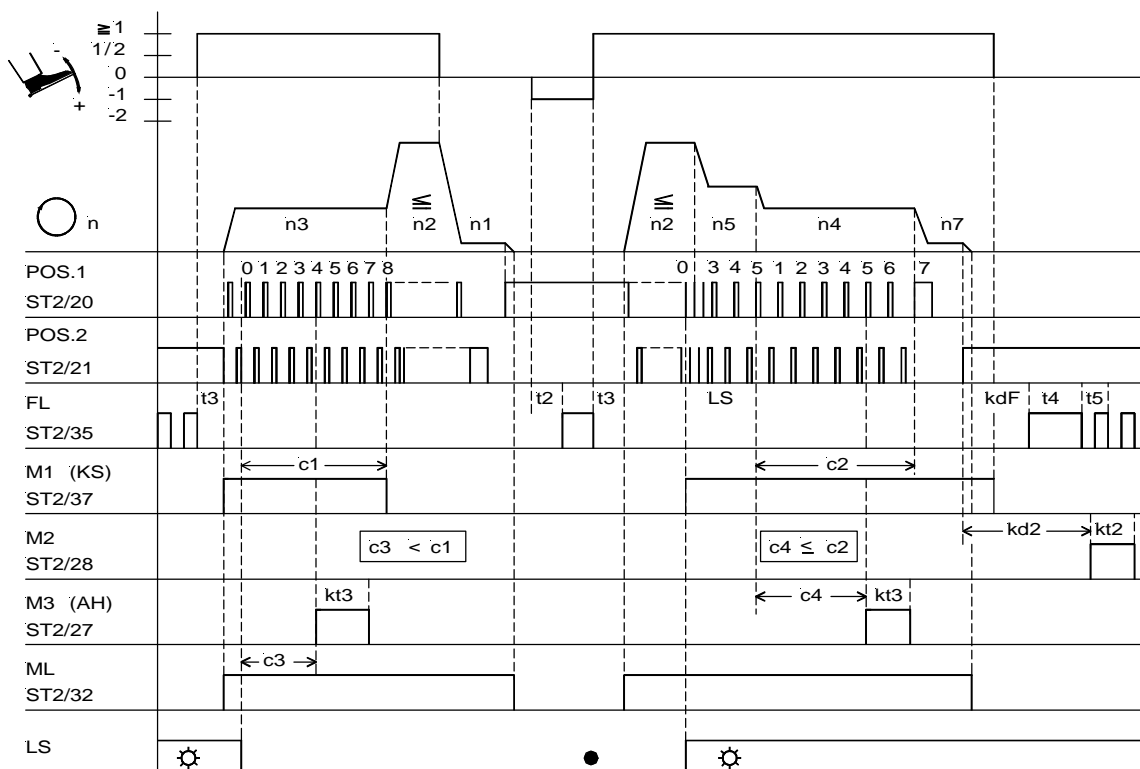 ≧1
1/2
0
-1
-2
-
+
n
n3
≦
n2
n1
≦
n2
n5
n4
n7
POS.1
ST2/20
0 1 2 3 4 5 6 7 8
0 3 4 5 1 2 3 4 5 6 7
POS.2
ST2/21
FL
ST2/35
t3
t2
t3
LS
kdF
t4
t5
M1 (KS)
ST2/37
c1
c2
M2
ST2/28
c3 < c1
c4 ≤ c2
kd2
kt2
M3 (AH)
ST2/27
kt3
c4
kt3
ML
ST2/32
c3
LS